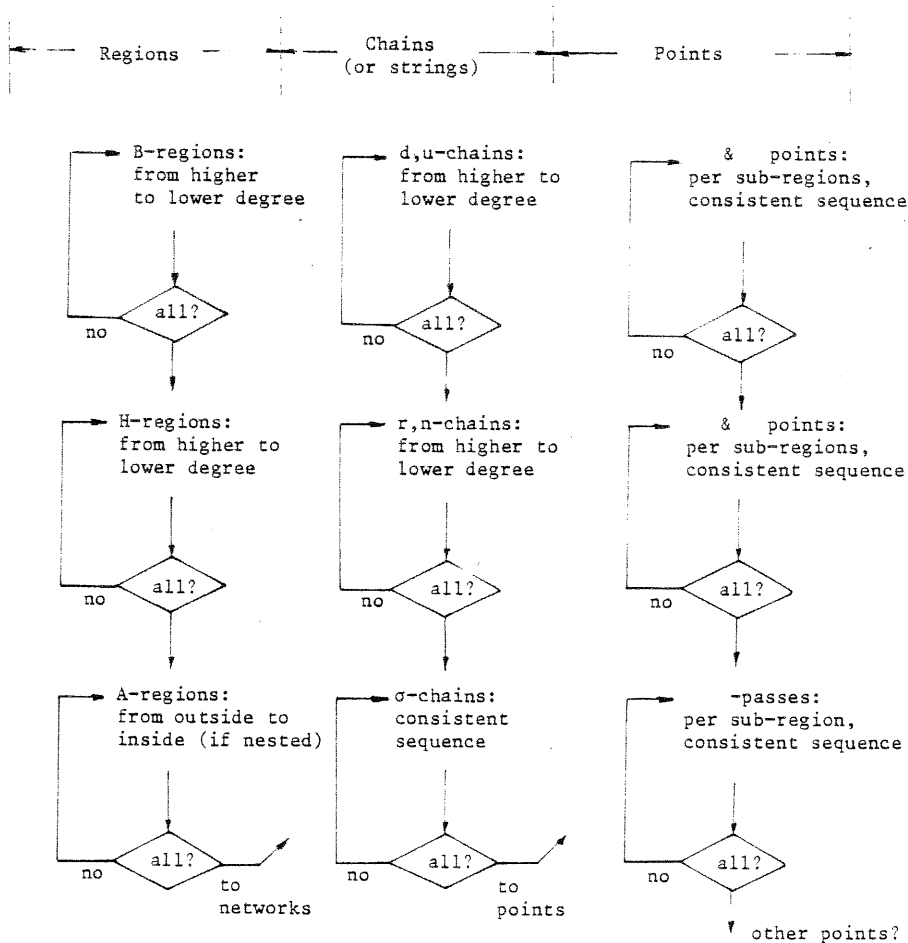 Regions
Chains
(or strings)
Points
B-regions:
from higher
to lower degree
all?
no
H-regions:
from higher to
lower degree
all?
no
A-regions:
from outside to
inside (if nested)
all?
no
to
networks
d,u-chains:
from higher to
lower degree
all?
no
r,n-chains:
from higher to
lower degree
all?
no
σ-chains:
consistent
sequence
all?
no
to
points
& points:
per sub-regions,
consistent sequence
all?
no
& points:
per sub-regions,
consistent sequence
all?
no
-passes:
per sub-region,
consistent sequence
all?
no
other points?